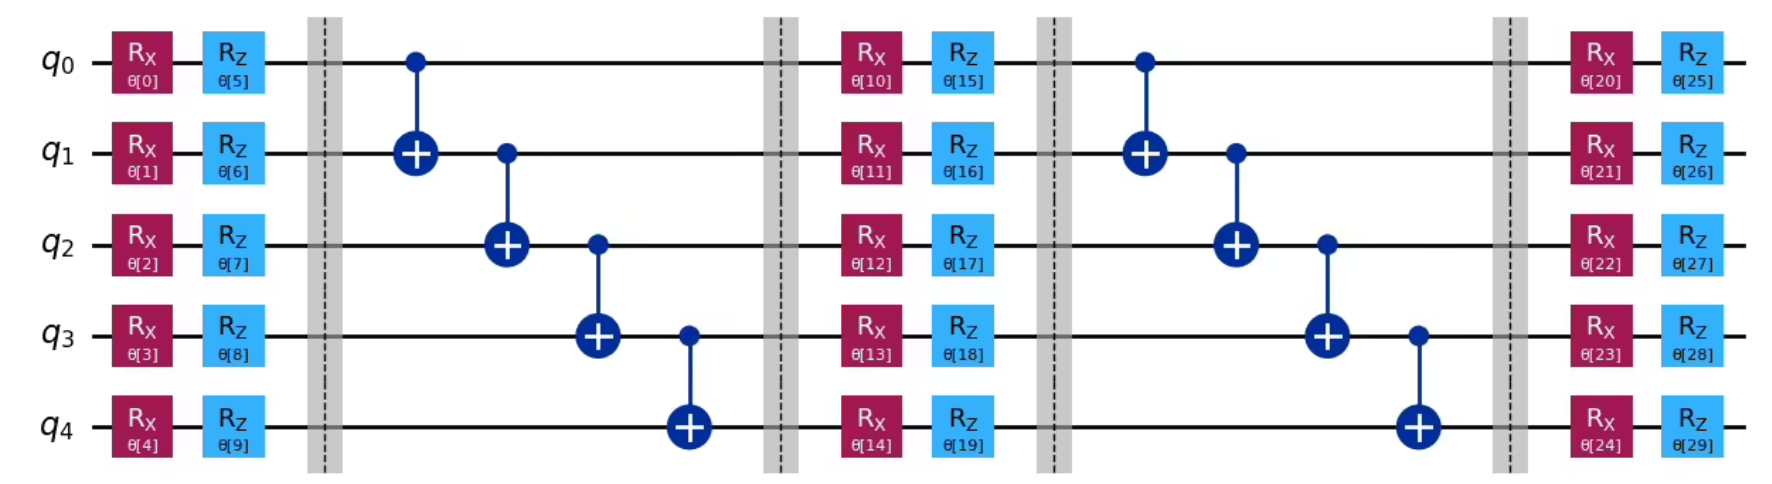 q0 RX θ[0] RZ θ[5] RX θ[10] RZ θ[15] RX θ[20] RZ θ[25]
q1 RX θ[1] RZ θ[6] RX θ[11] RZ θ[16] RX θ[21] RZ θ[26]
q2 RX θ[2] RZ θ[7] RX θ[12] RZ θ[17] RX θ[22] RZ θ[27]
q3 RX θ[3] RZ θ[8] RX θ[13] RZ θ[18] RX θ[23] RZ θ[28]
q4 RX θ[4] RZ θ[9] RX θ[14] RZ θ[19] RX θ[24] RZ θ[29]